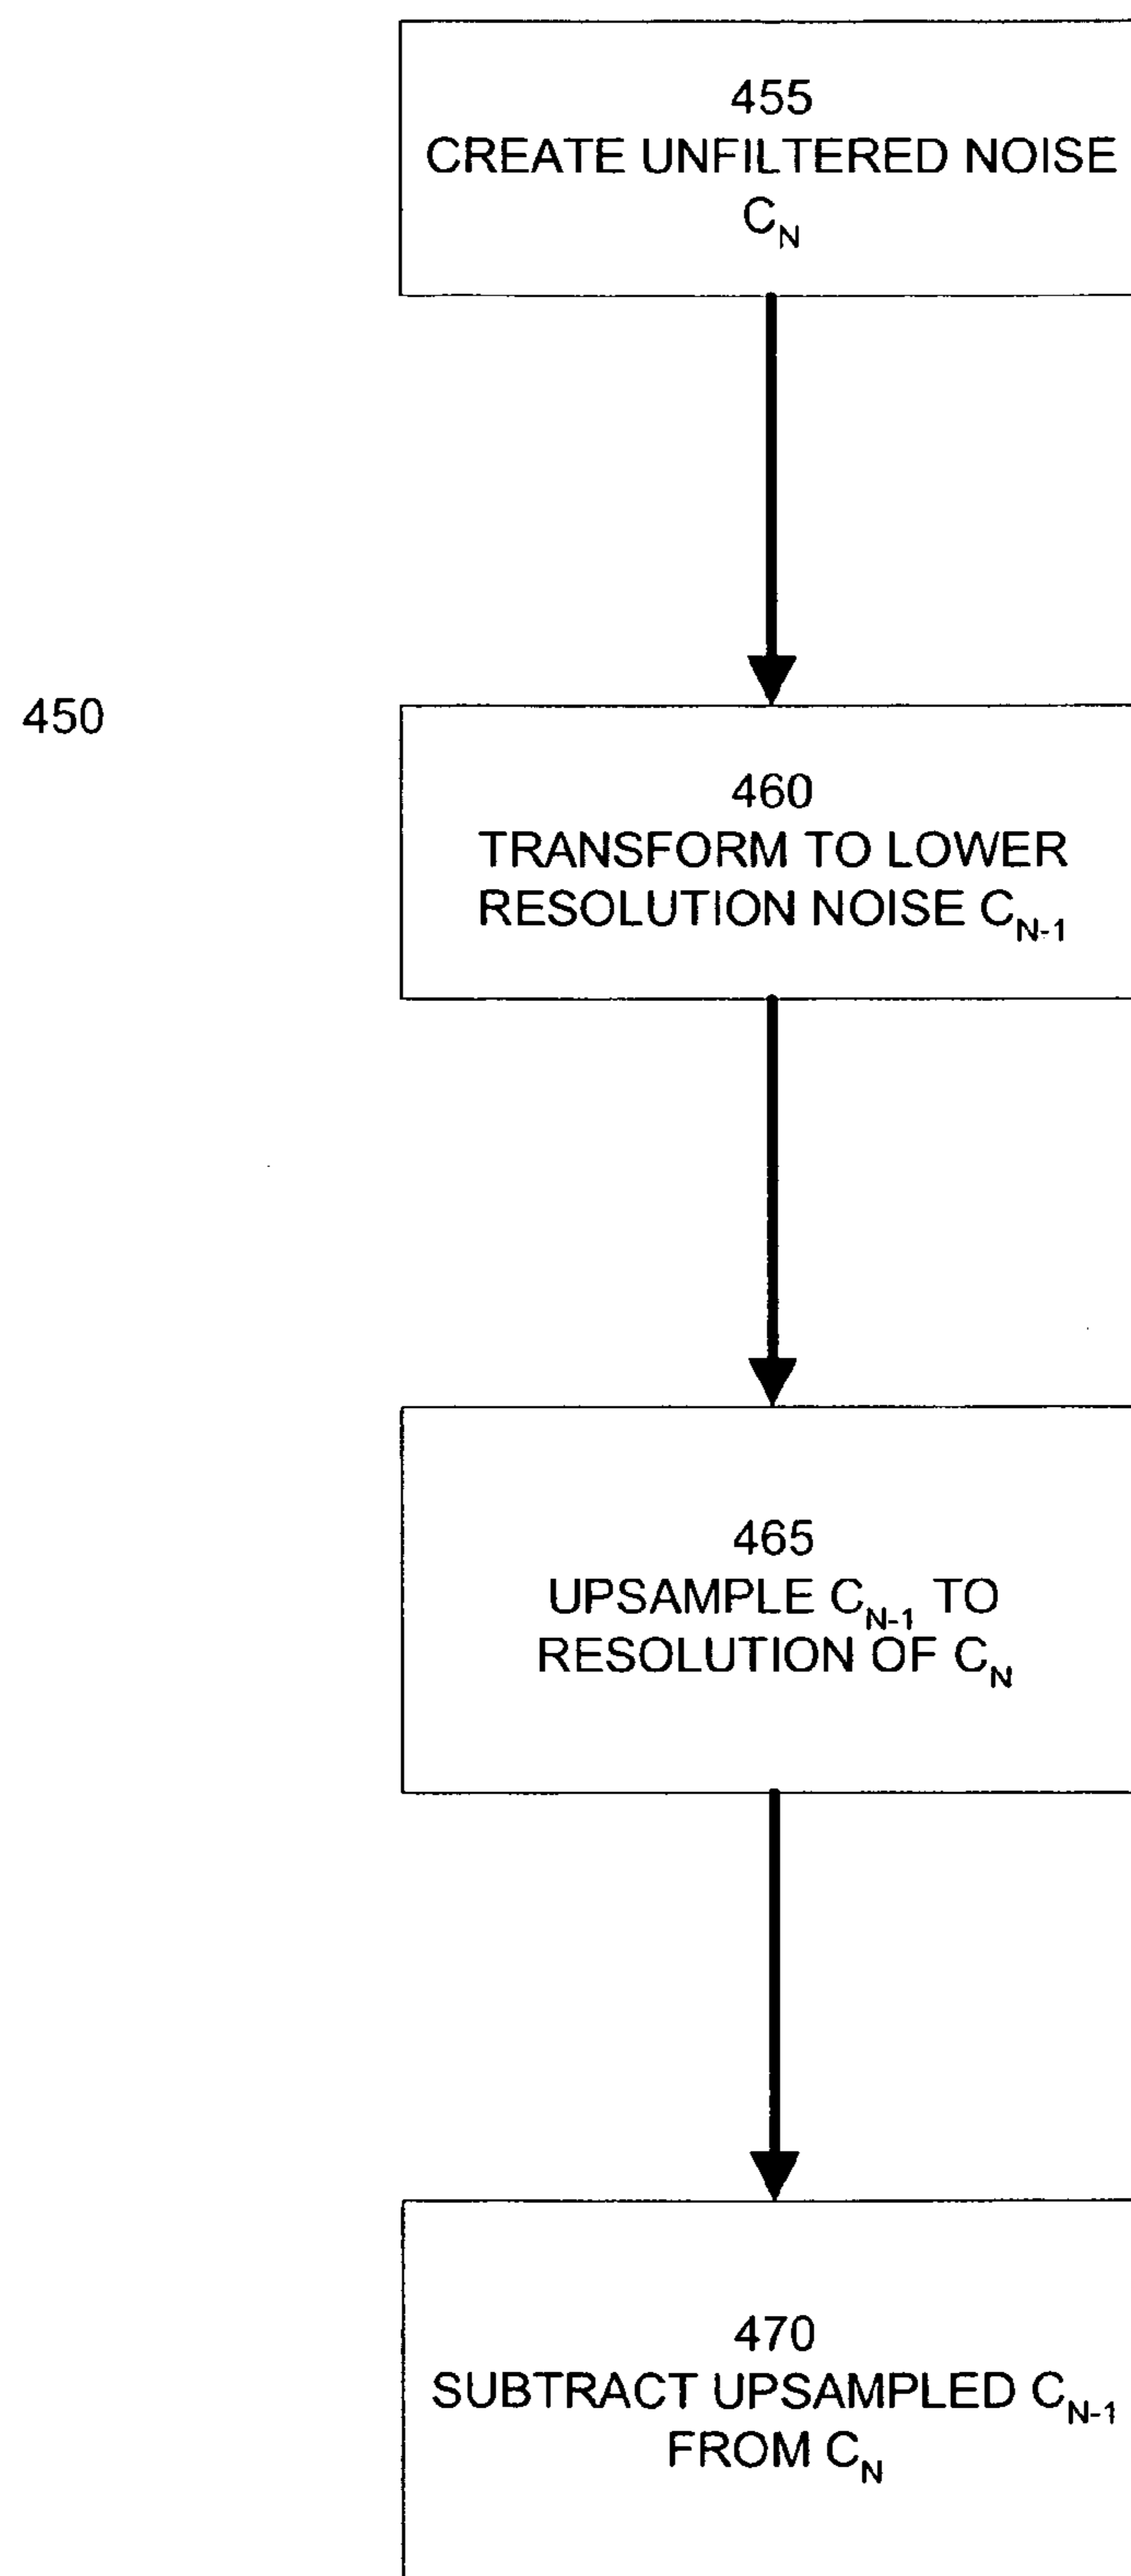 455
CREATE UNFILTERED NOISE
C_N
450
460
TRANSFORM TO LOWER
RESOLUTION NOISE C_N-1
465
UPSAMPLE C_N-1 TO
RESOLUTION OF C_N
470
SUBTRACT UPSAMPLED C_N-1
FROM C_N